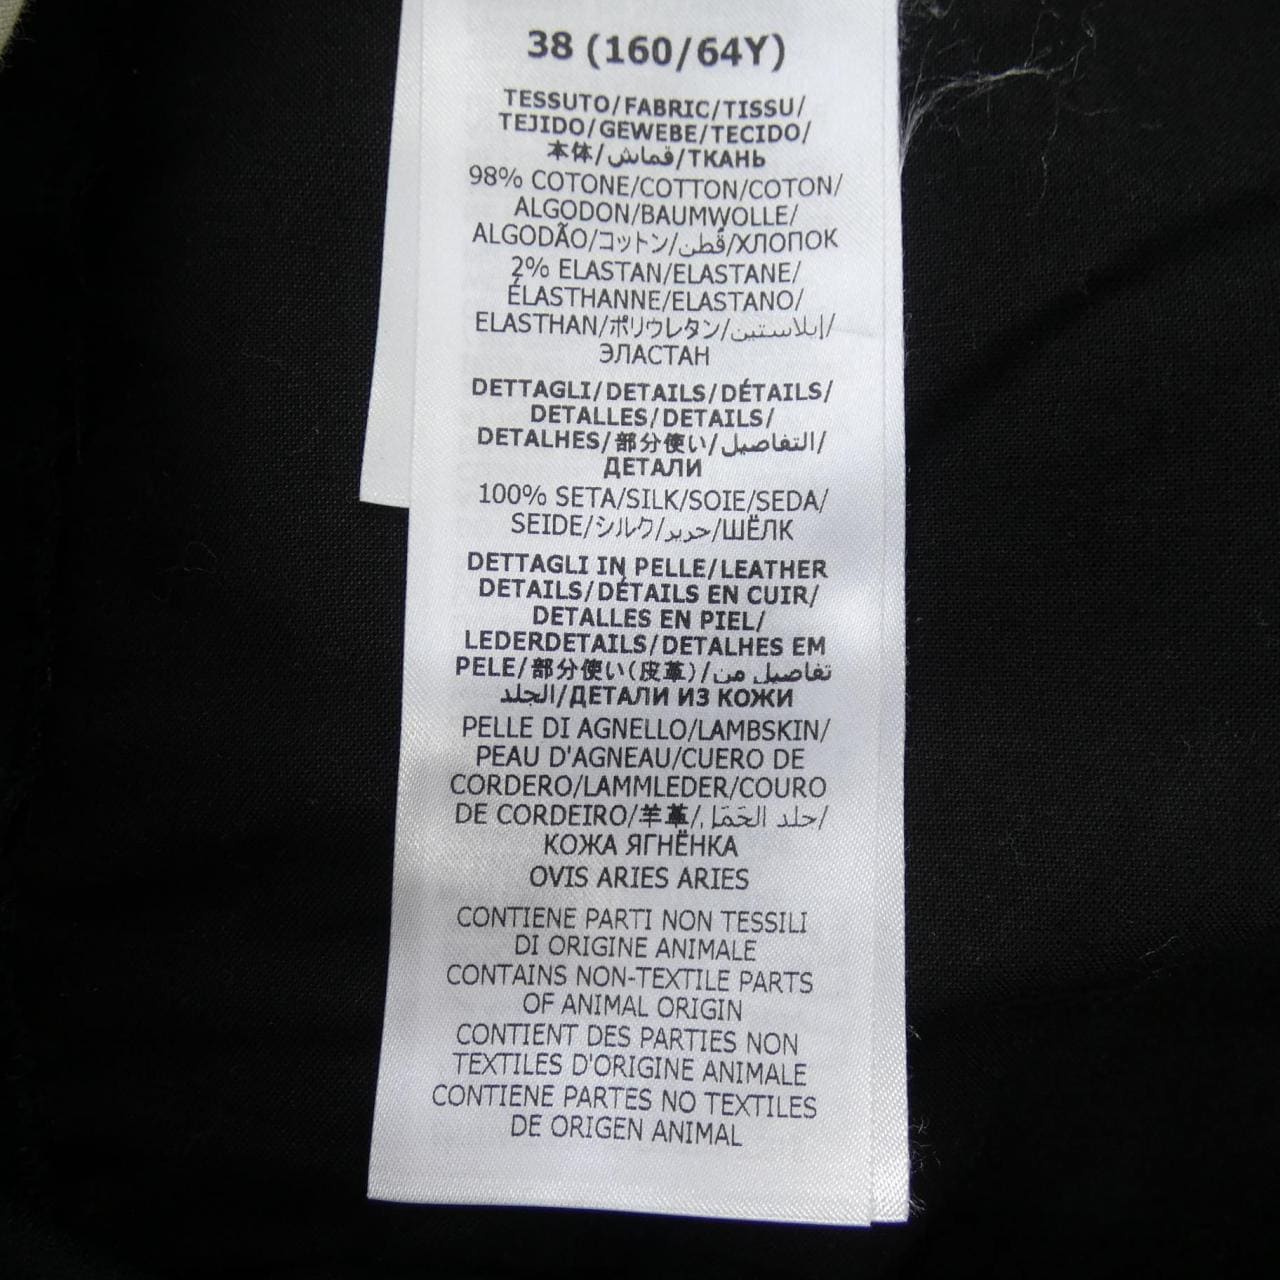 38 (160/64Y)
TESSUTO/FABRIC/TISSU/
TEJIDO/GEWEBE/TECIDO/
本体/قماش/ТКАНЬ
98% COTONE/COTTON/COTON/
ALGODON/BAUMWOLLE/
ALGODÃO/コットン/قطن/ХЛОПОК
2% ELASTAN/ELASTANE/
ÉLASTHANNE/ELASTANO/
ELASTHAN/ポリウレタン/إيلاستين/
ЭЛАСТАН
DETTAGLI/DETAILS/DÉTAILS/
DETALLES/DETAILS/
DETALHES/部分使い/التفاصيل/
ДЕТАЛИ
100% SETA/SILK/SOIE/SEDA/
SEIDE/シルク/حرير/ШЁЛК
DETTAGLI IN PELLE/LEATHER
DETAILS/DÉTAILS EN CUIR/
DETALLES EN PIEL/
LEDERDETAILS/DETALHES EM
PELE/部分使い(皮革)/تفاصيل من
الجلد/ДЕТАЛИ ИЗ КОЖИ
PELLE DI AGNELLO/LAMBSKIN/
PEAU D'AGNEAU/CUERO DE
CORDERO/LAMMLEDER/COURO
DE CORDEIRO/羊革/جلد/
КОЖА ЯГНЁНКА
OVIS ARIES ARIES
CONTIENE PARTI NON TESSILI
DI ORIGINE ANIMALE
CONTAINS NON-TEXTILE PARTS
OF ANIMAL ORIGIN
CONTIENT DES PARTIES NON
TEXTILES D'ORIGINE ANIMALE
CONTIENE PARTES NO TEXTILES
DE ORIGEN ANIMAL